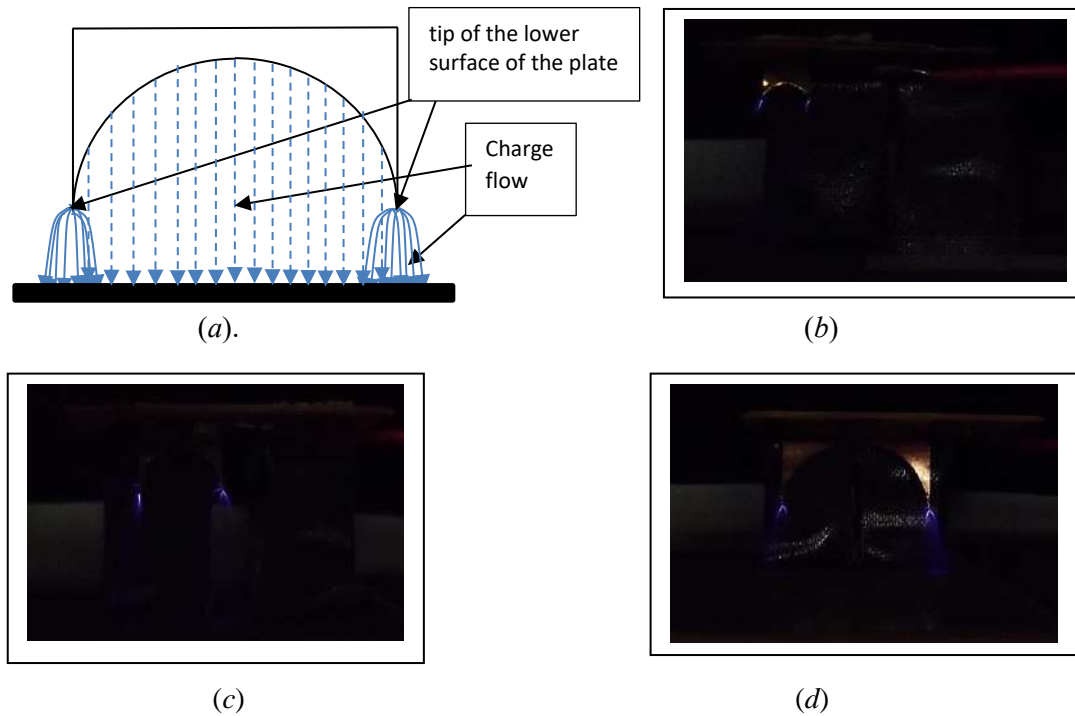 tip of the lower
surface of the plate
Charge
flow
(a).
(b)
(c)
(d)